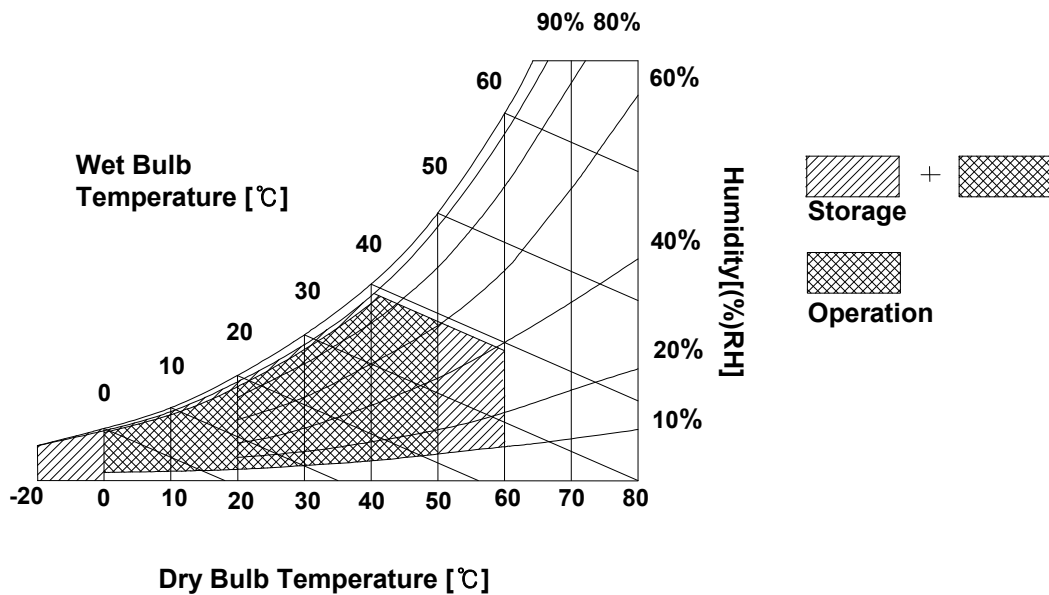 90% 80%
60
60%
50
Wet Bulb
Temperature [℃]
40
40%
30
20
20%
10
10%
0
-20 0 10 20 30 40 50 60 70 80
Humidity[(%)RH]
Dry Bulb Temperature [℃]
+
Storage
Operation